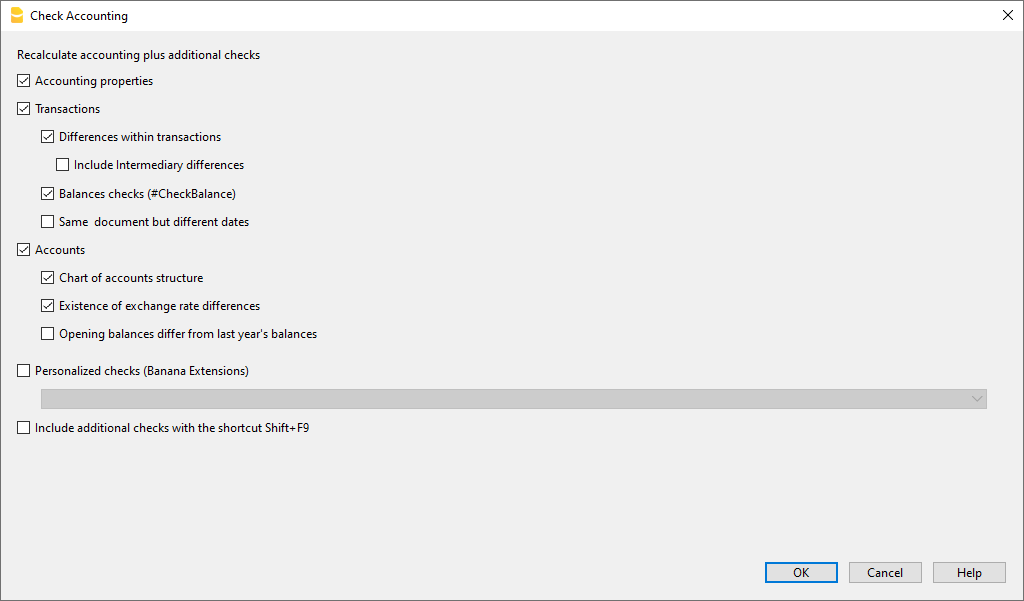 Check Accounting
Recalculate accounting plus additional checks
Accounting properties
Transactions
Differences within transactions
Include Intermediary differences
Balances checks (#CheckBalance)
Same  document but different dates
Accounts
Chart of accounts structure
Existence of exchange rate differences
Opening balances differ from last year's balances
Personalized checks (Banana Extensions)
Include additional checks with the shortcut Shift+F9
OK Cancel Help